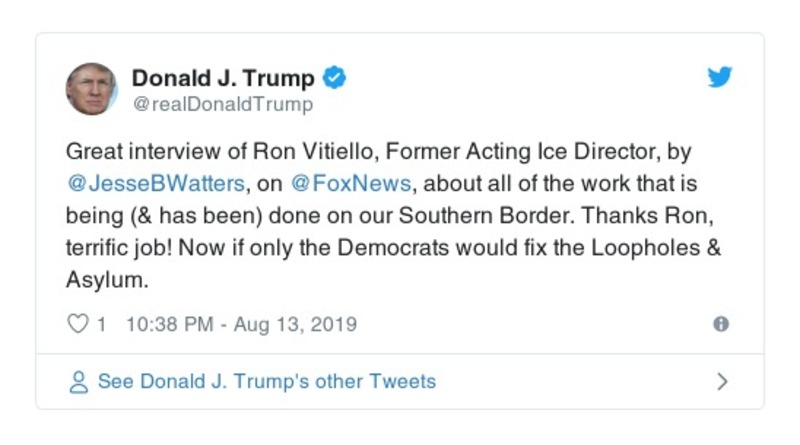 Donald J. Trump
@realDonaldTrump
Great interview of Ron Vitiello, Former Acting Ice Director, by
@JesseBWatters, on @FoxNews, about all of the work that is
being (& has been) done on our Southern Border. Thanks Ron,
terrific job! Now if only the Democrats would fix the Loopholes &
Asylum.
1 10:38 PM - Aug 13, 2019
See Donald J. Trump's other Tweets